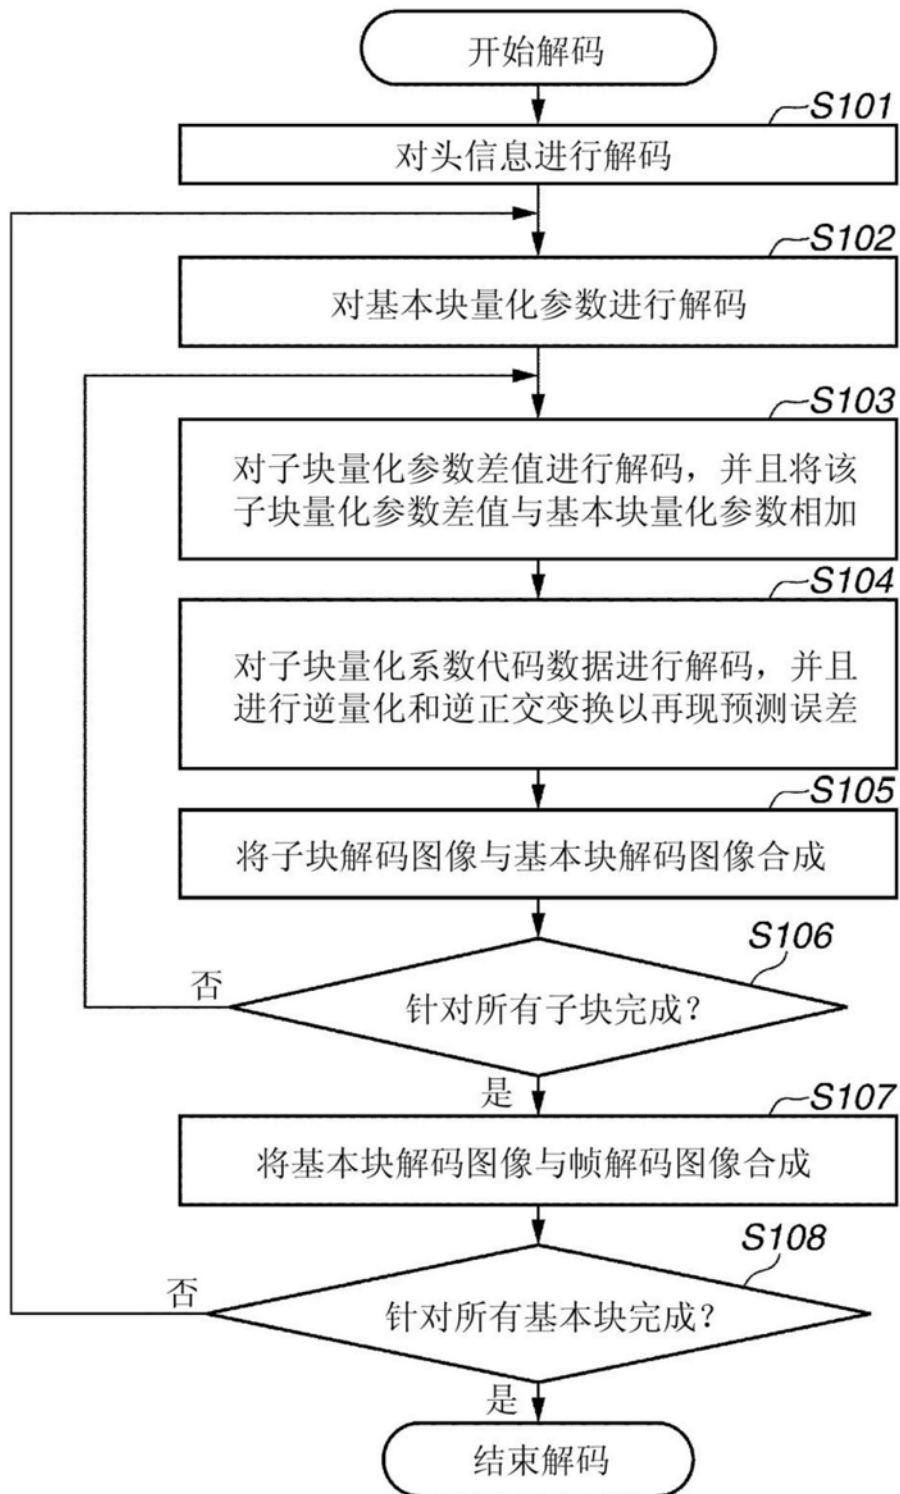 开始解码
S101
对头信息进行解码
S102
对基本块量化参数进行解码
S103
对子块量化参数差值进行解码，并且将该
子块量化参数差值与基本块量化参数相加
S104
对子块量化系数代码数据进行解码，并且
进行逆量化和逆正交变换以再现预测误差
S105
将子块解码图像与基本块解码图像合成
S106
否
针对所有子块完成？
是
S107
将基本块解码图像与帧解码图像合成
S108
否
针对所有基本块完成？
是
结束解码